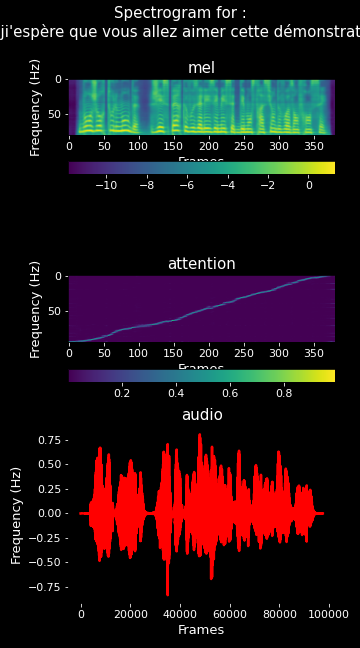 Spectrogram for :
ji'espère que vous allez aimer cette démonstrat
mel
Frequency (Hz)
0
50
0 50 100 150 200 250 300 350
Frames
−10 −8 −6 −4 −2 0
attention
Frequency (Hz)
0
50
0 50 100 150 200 250 300 350
Frames
0.2 0.4 0.6 0.8
audio
Frequency (Hz)
0.75
0.50
0.25
0.00
−0.25
−0.50
−0.75
0 20000 40000 60000 80000 100000
Frames